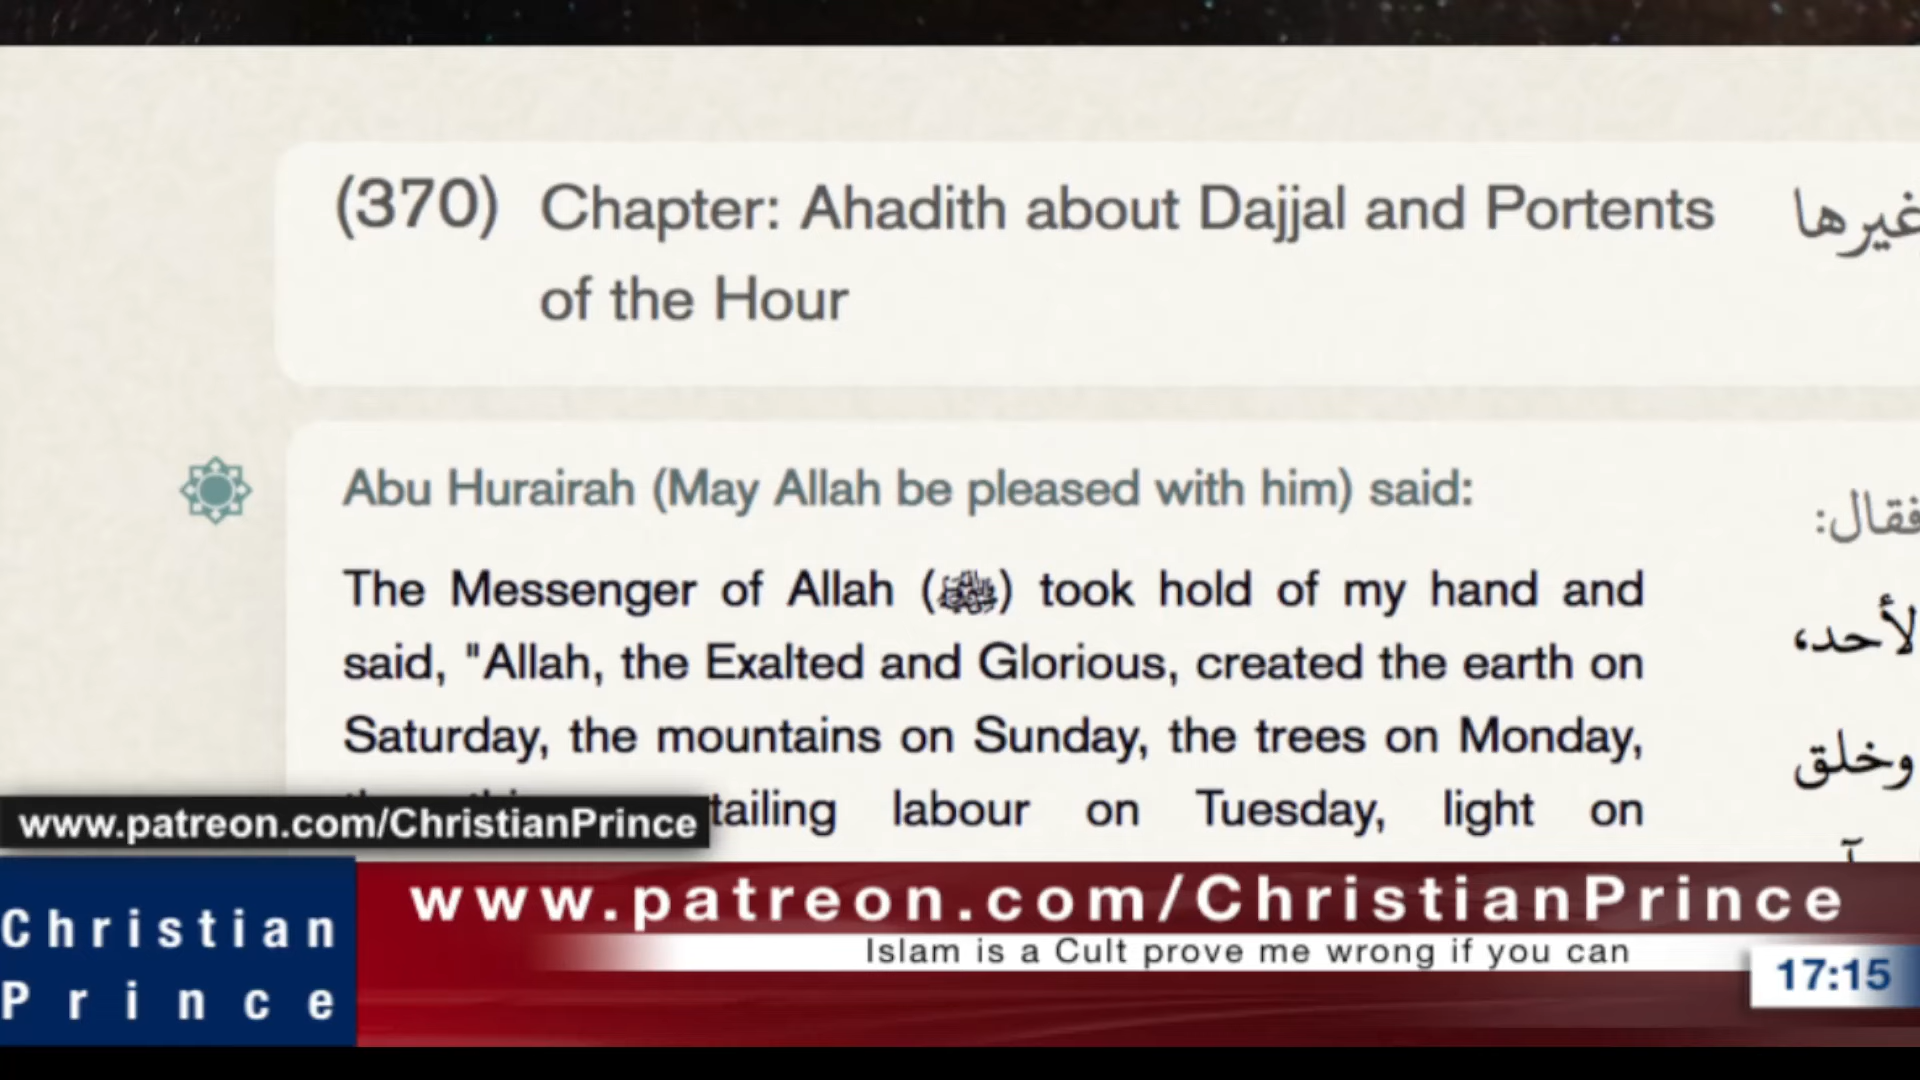 (370) Chapter: Ahadith about Dajjal and Portents
of the Hour
غيرها
Abu Hurairah (May Allah be pleased with him) said:
فقال:
The Messenger of Allah (ﷺ) took hold of my hand and
said, "Allah, the Exalted and Glorious, created the earth on
لأحد،
Saturday, the mountains on Sunday, the trees on Monday,
وخلق
tailing labour on Tuesday, light on
www.patreon.com/ChristianPrince
Christian
Prince
www.patreon.com/ChristianPrince
Islam is a Cult prove me wrong if you can
17:15